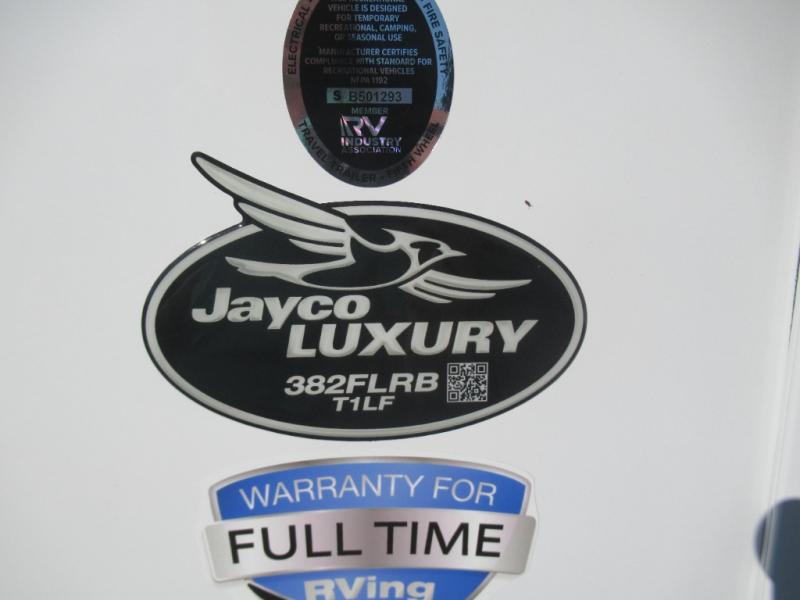 ELECTRICAL
FIRE SAFETY
VEHICLE IS DESIGNED
FOR TEMPORARY
RECREATIONAL, CAMPING,
OR SEASONAL USE
MANUFACTURER CERTIFIES
COMPLIANCE WITH STANDARD FOR
RECREATIONAL VEHICLES
NFPA 1192
S B501293
MEMBER
RV
INDUSTRY
ASSOCIATION
TRAVEL TRAILER - FIFTH WHEEL
Jayco
LUXURY
382FLRB
T1LF
WARRANTY FOR
FULL TIME
RVing